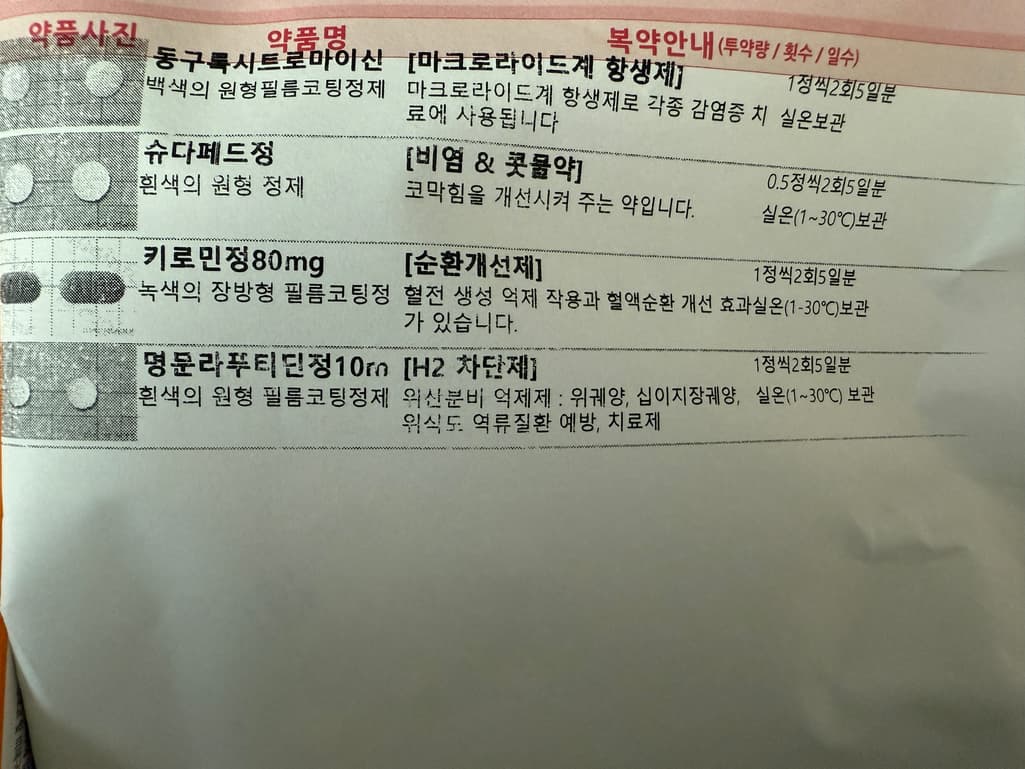 약품사진 약품명 복약안내(투약량 / 횟수 / 일수)
동구록시트로마이신 [마크로라이드계 항생제] 1정씩2회5일분
백색의 원형필름코팅정제 마크로라이드계 항생제로 각종 감염증 치 실온보관
료에 사용됩니다
슈다페드정 [비염 & 콧물약] 0.5정씩2회5일분
흰색의 원형 정제 코막힘을 개선시켜 주는 약입니다. 실온(1~30℃)보관
키로민정80mg [순환개선제] 1정씩2회5일분
녹색의 장방형 필름코팅정 혈전 생성 억제 작용과 혈액순환 개선 효과실온(1-30℃)보관
가 있습니다.
명문라푸티딘정10m [H2 차단제] 1정씩2회5일분
흰색의 원형 필름코팅정제 위산분비 억제제 : 위궤양, 십이지장궤양, 실온(1~30℃) 보관
위식도 역류질환 예방, 치료제